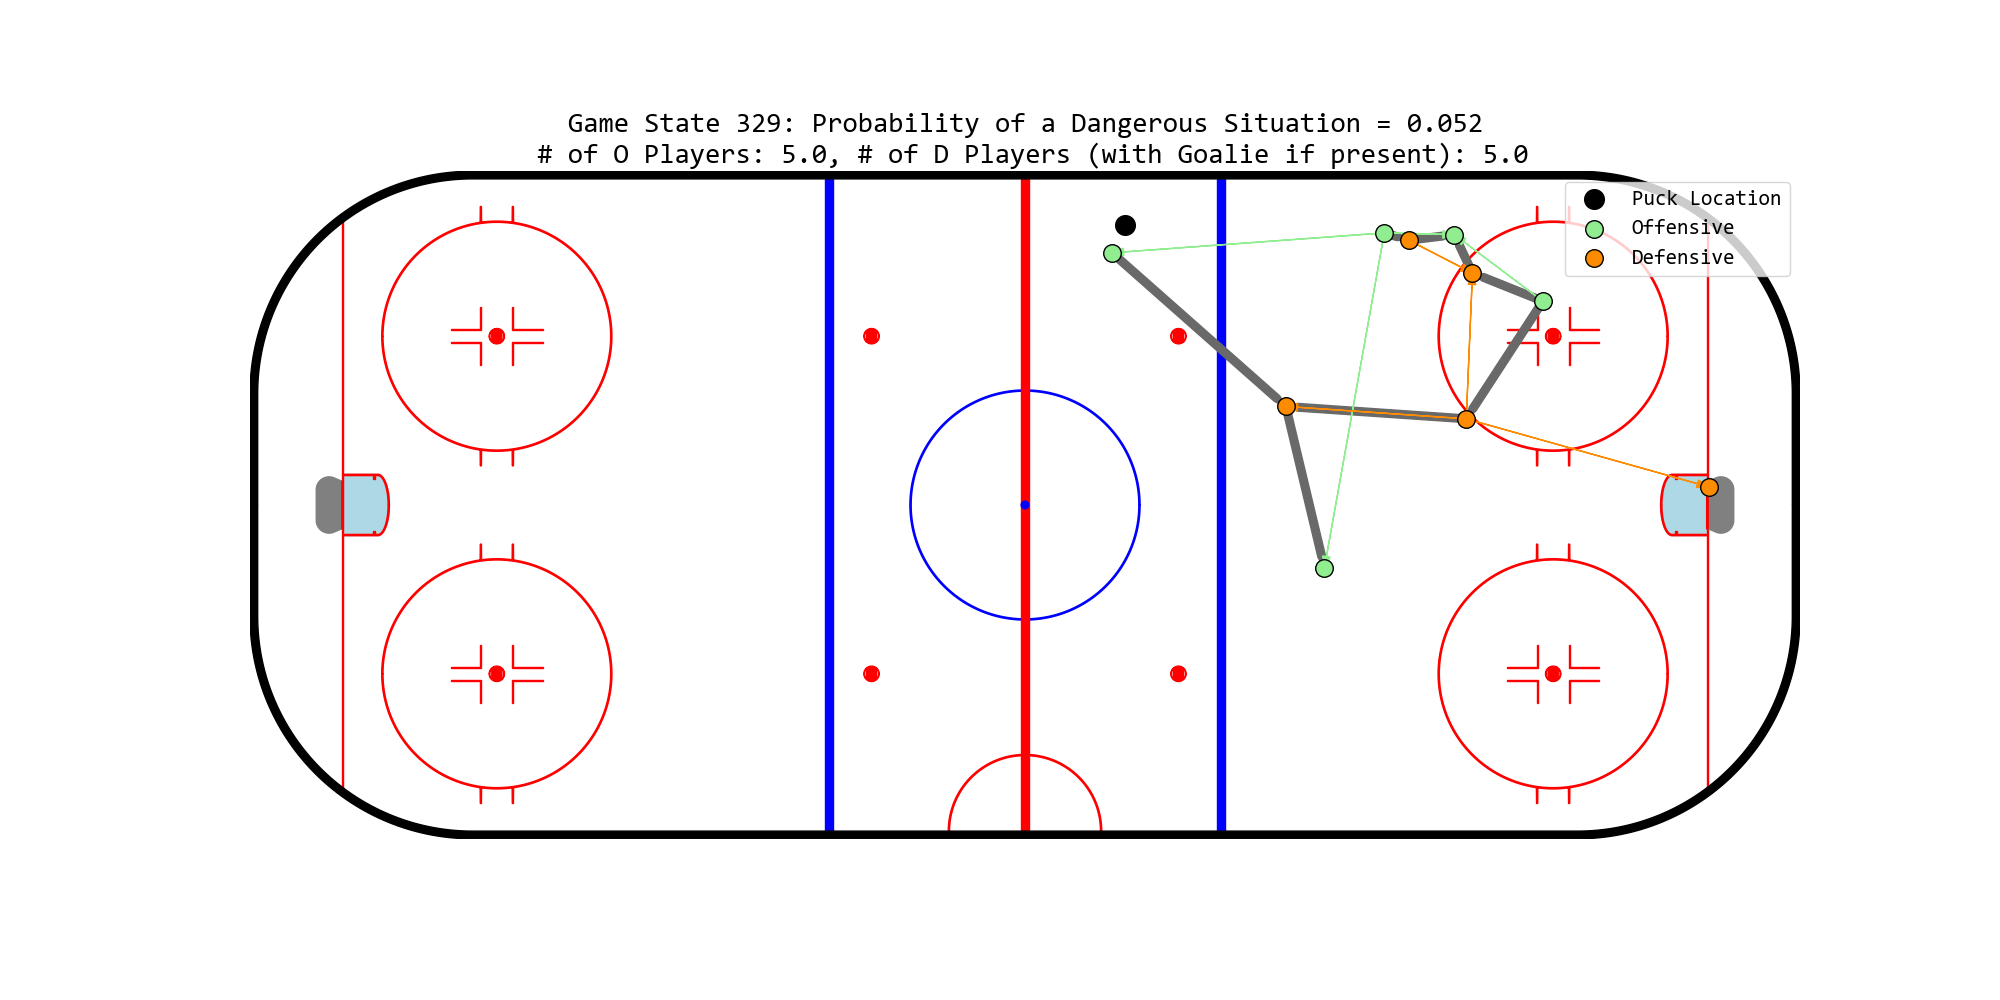 Game State 329: Probability of a Dangerous Situation = 0.052
# of O Players: 5.0, # of D Players (with Goalie if present): 5.0
Puck Location
Offensive
Defensive